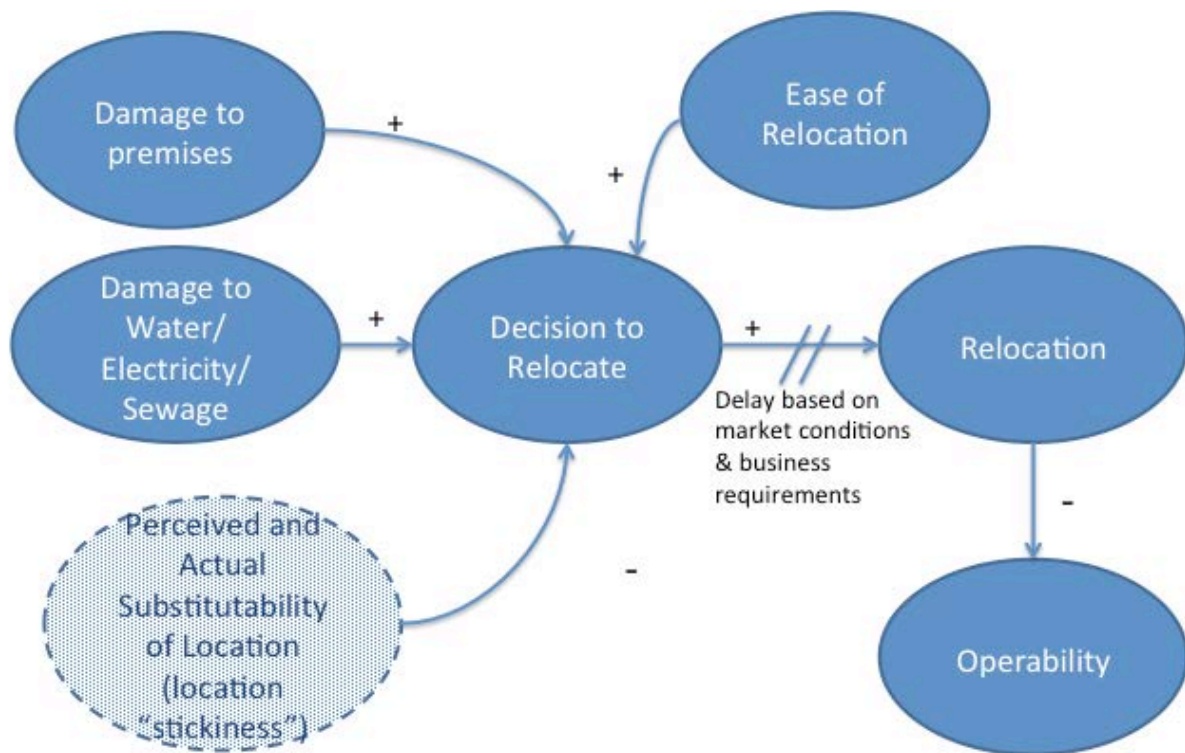 Damage to
premises
+
Ease of
Relocation
+
Damage to
Water/
Electricity/
Sewage
+
Decision to
Relocate
+
Relocation
Delay based on
market conditions
& business
requirements
Perceived and
Actual
Substitutability
of Location
(location
“stickiness”)
-
-
Operability